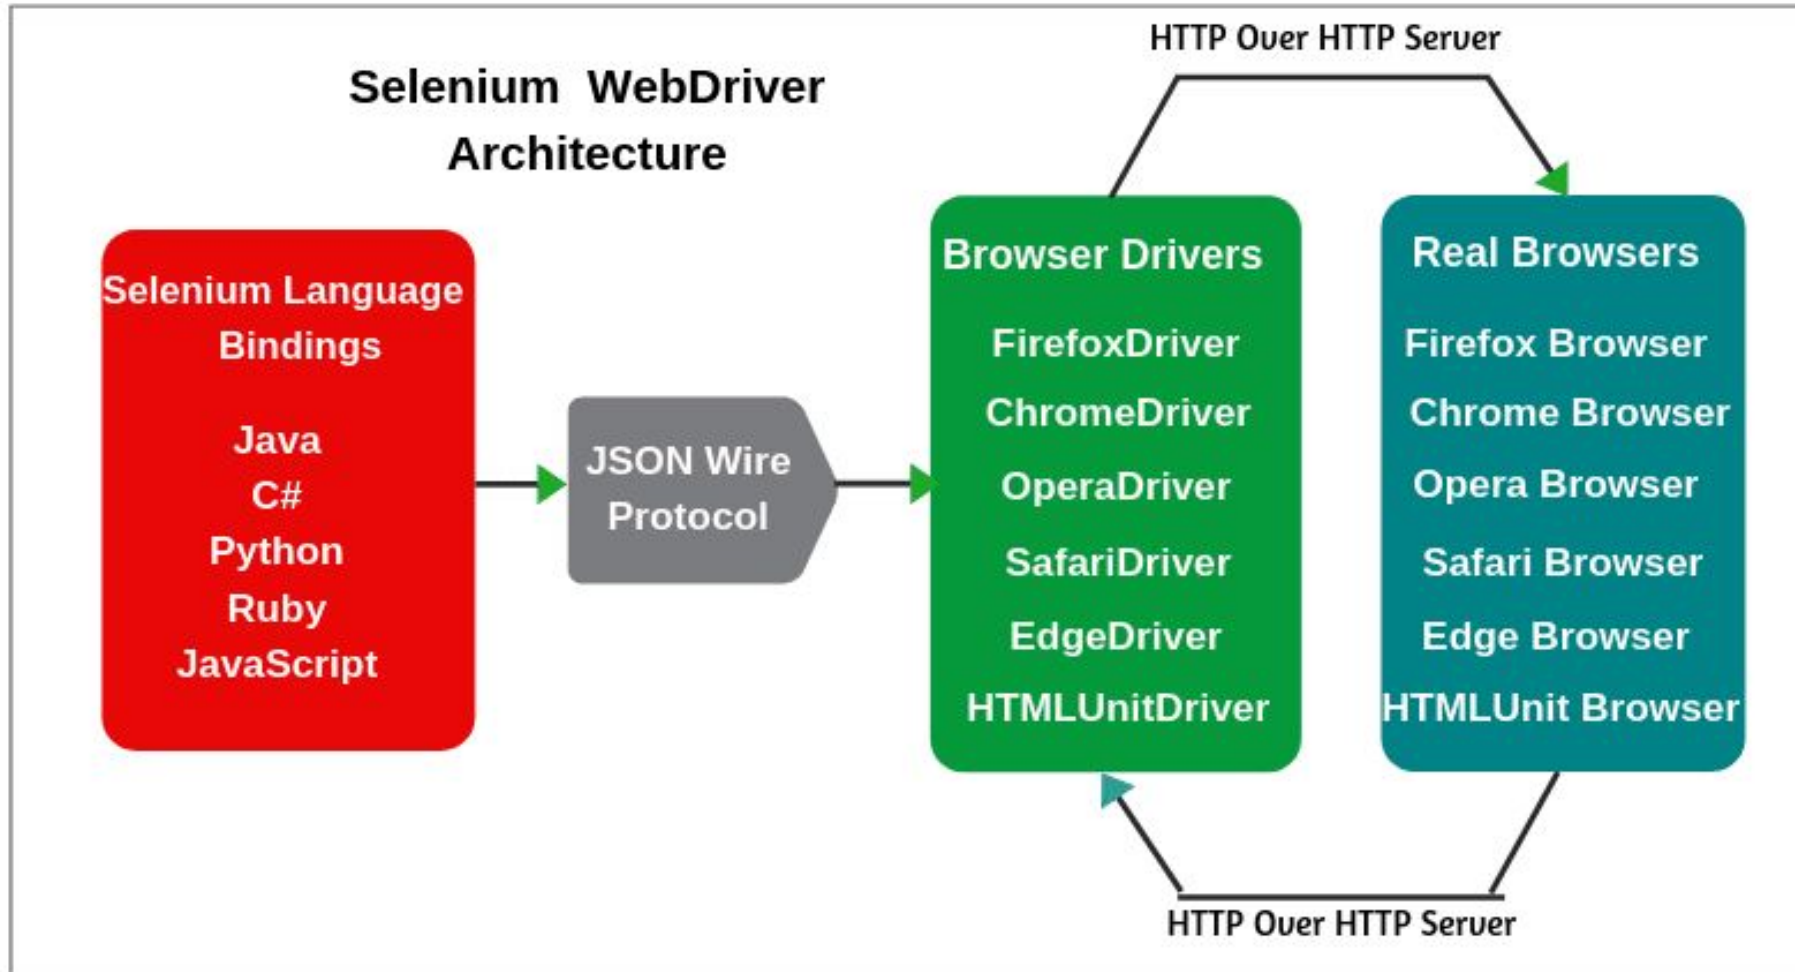 HTTP Over HTTP Server
Selenium WebDriver
Architecture
Selenium Language
Bindings
Java
C#
Python
Ruby
JavaScript
JSON Wire
Protocol
Browser Drivers
FirefoxDriver
ChromeDriver
OperaDriver
SafariDriver
EdgeDriver
HTMLUnitDriver
Real Browsers
Firefox Browser
Chrome Browser
Opera Browser
Safari Browser
Edge Browser
HTMLUnit Browser
HTTP Over HTTP Server